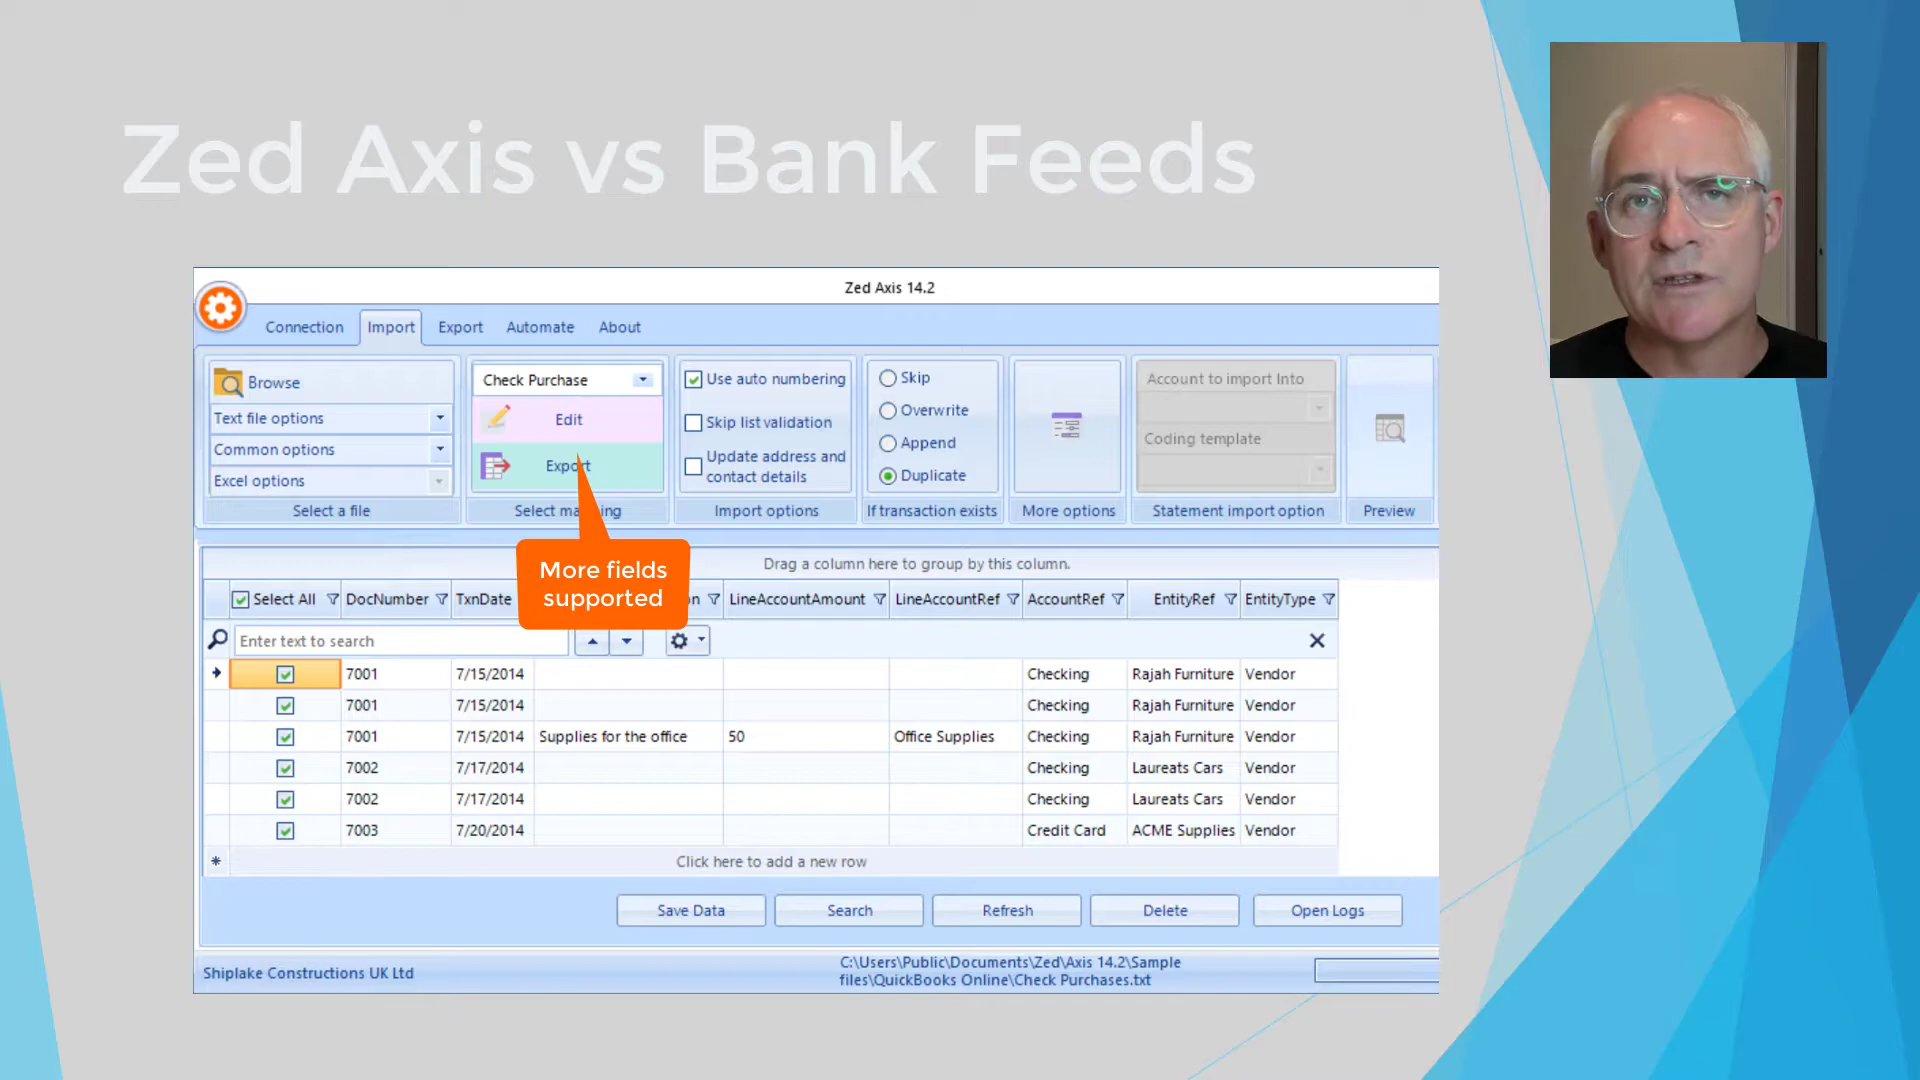 Zed Axis vs Bank Feeds
Zed Axis 14.2
Connection Import Export Automate About
Browse
Text file options
Common options
Excel options
Select a file
Check Purchase
Edit
Export
Use auto numbering
Skip list validation
Update address and
contact details
Import options
Skip
Overwrite
Append
Duplicate
If transaction exists
More options
Account to import Into
Coding template
Statement import option
Preview
More fields
supported
Drag a column here to group by this column.
Select All DocNumber TxnDate LineAccountAmount LineAccountRef AccountRef EntityRef EntityType
Enter text to search
7001 7/15/2014 Checking Rajah Furniture Vendor
7001 7/15/2014 Checking Rajah Furniture Vendor
7001 7/15/2014 Supplies for the office 50 Office Supplies Checking Rajah Furniture Vendor
7002 7/17/2014 Checking Laureats Cars Vendor
7002 7/17/2014 Checking Laureats Cars Vendor
7003 7/20/2014 Credit Card ACME Supplies Vendor
Click here to add a new row
Save Data Search Refresh Delete Open Logs
Shiplake Constructions UK Ltd
C:\Users\Public\Documents\Zed\Axis 14.2\Sample
files\QuickBooks Online\Check Purchases.txt